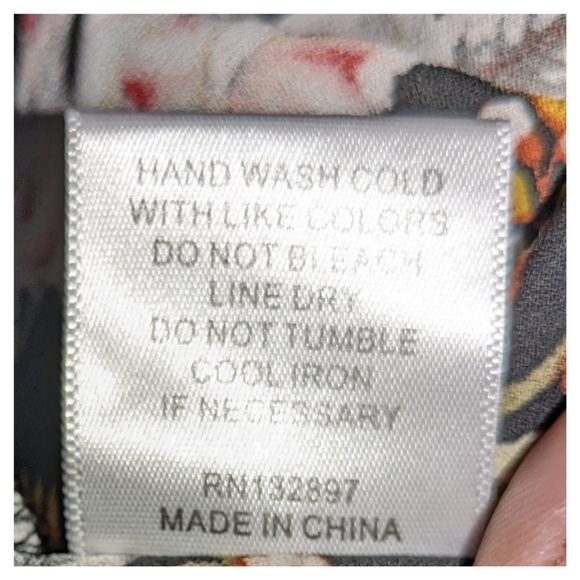 HAND WASH COLD
WITH LIKE COLORS
DO NOT BLEACH
LINE DRY
DO NOT TUMBLE
COOL IRON
IF NECESSARY
RN132897
MADE IN CHINA